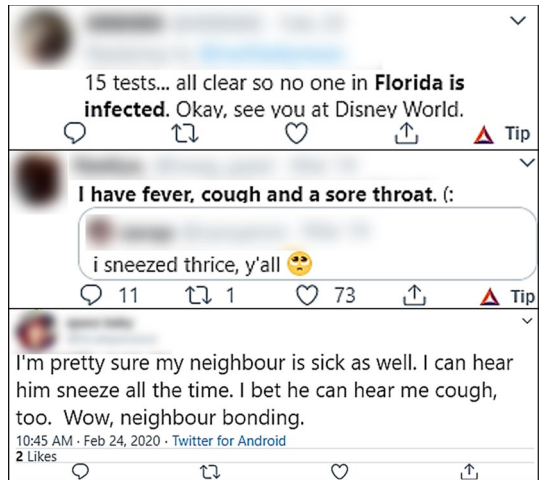 15 tests... all clear so no one in Florida is
infected. Okay, see you at Disney World.
Tip
I have fever, cough and a sore throat. (:
i sneezed thrice, y'all 🥺
11 1 73 Tip
I'm pretty sure my neighbour is sick as well. I can hear
him sneeze all the time. I bet he can hear me cough,
too. Wow, neighbour bonding.
10:45 AM · Feb 24, 2020 · Twitter for Android
2 Likes